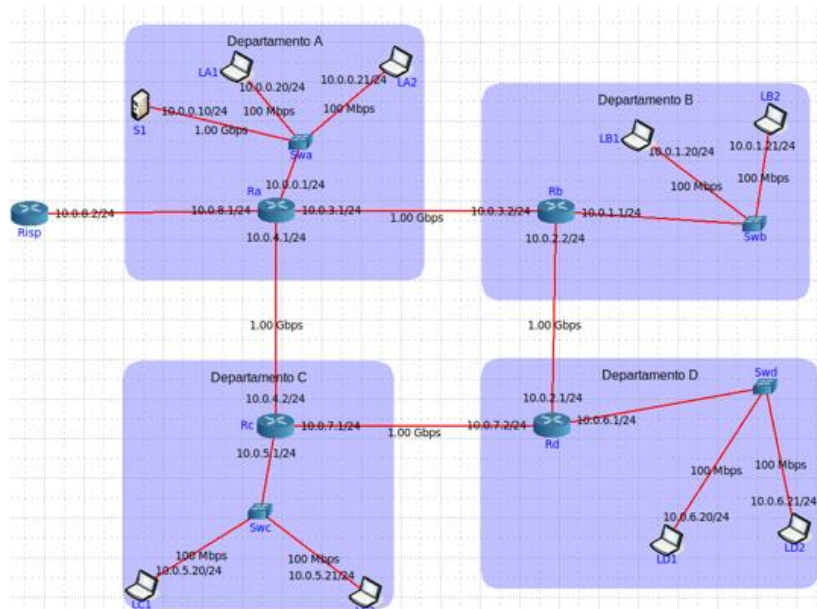 Departamento A
LA1
10.0.0.20/24
100 Mbps
10.0.0.21/24
LA2
100 Mbps
10.0.0.10/24
S1
1.00 Gbps
Swa
10.0.0.1/24
Ra
Risp
10.0.8.2/24
10.0.8.1/24
10.0.3.1/24
10.0.4.1/24
1.00 Gbps
Departamento B
LB1
LB2
10.0.1.20/24
10.0.1.21/24
100 Mbps
100 Mbps
Swb
Rb
10.0.3.2/24
10.0.1.1/24
10.0.2.2/24
1.00 Gbps
1.00 Gbps
Departamento C
10.0.4.2/24
Rc
10.0.7.1/24
10.0.5.1/24
1.00 Gbps
Swc
100 Mbps
10.0.5.20/24
100 Mbps
10.0.5.21/24
LC1
Departamento D
Swd
10.0.2.1/24
10.0.7.2/24
10.0.6.1/24
Rd
100 Mbps
100 Mbps
10.0.6.20/24
10.0.6.21/24
LD1
LD2